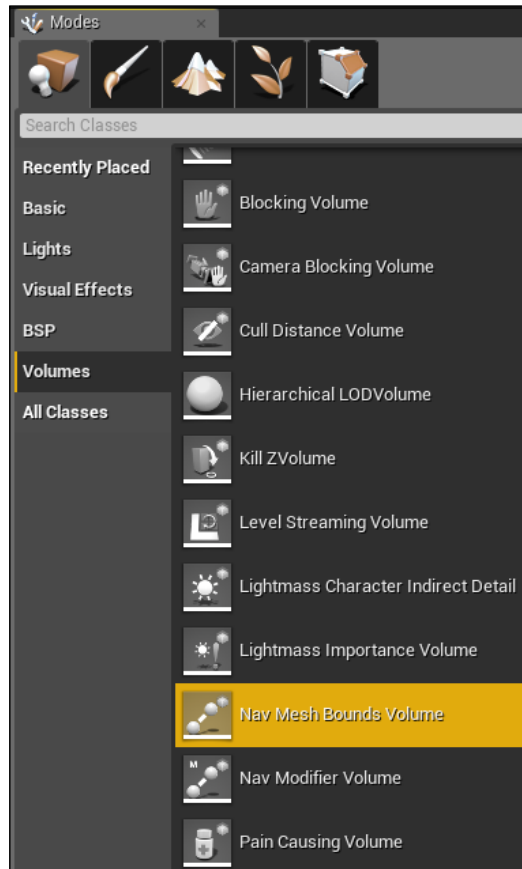 Modes
Search Classes
Recently Placed
Basic
Lights
Visual Effects
BSP
Volumes
All Classes
Blocking Volume
Camera Blocking Volume
Cull Distance Volume
Hierarchical LODVolume
Kill ZVolume
Level Streaming Volume
Lightmass Character Indirect Detail
Lightmass Importance Volume
Nav Mesh Bounds Volume
M
Nav Modifier Volume
Pain Causing Volume